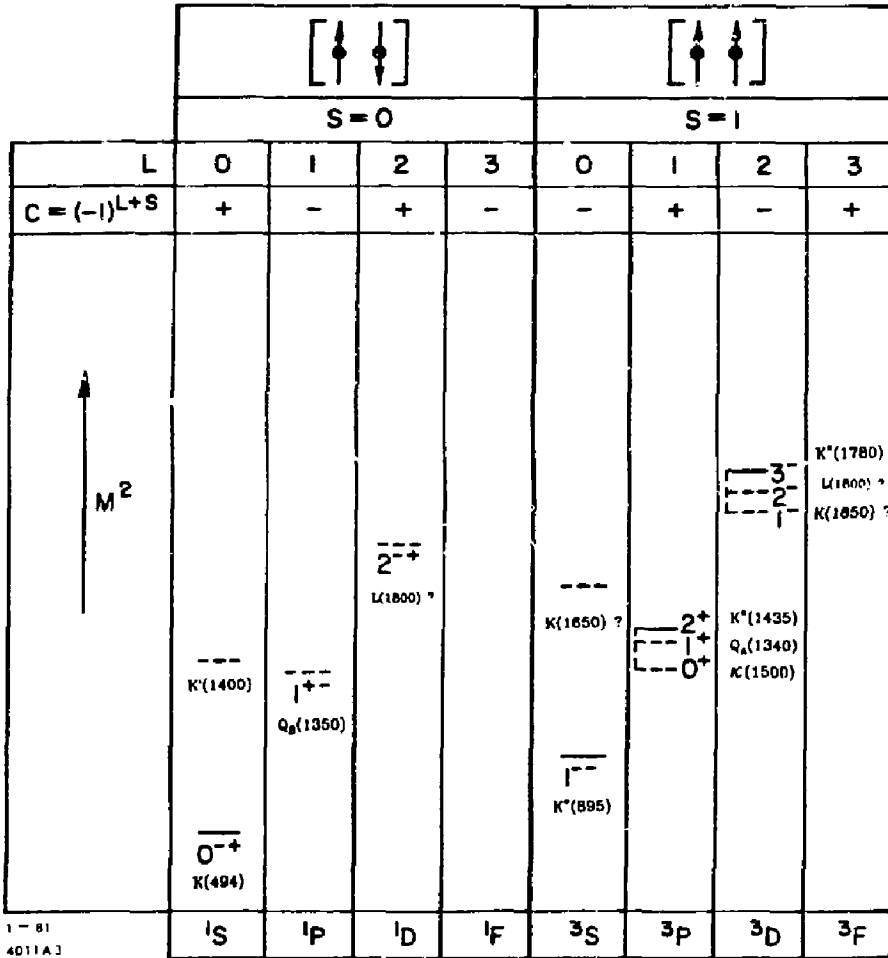 S = 0 S = 1
L 0 1 2 3 0 1 2 3
C = (-1)^{L+S} + - + - - + - +
K*(1780)
3-
L(1800) ?
2-
M² 1- K(1650) ?
2-+
L(1800) ?
K(1650) ? 2+ K*(1435)
1+ Q_A(1340)
K'(1400) 0+ κ(1500)
1+-
Q_B(1350)
1--
K*(895)
0-+
K(494)
1 - 81
4011A3
¹S ¹P ¹D ¹F ³S ³P ³D ³F